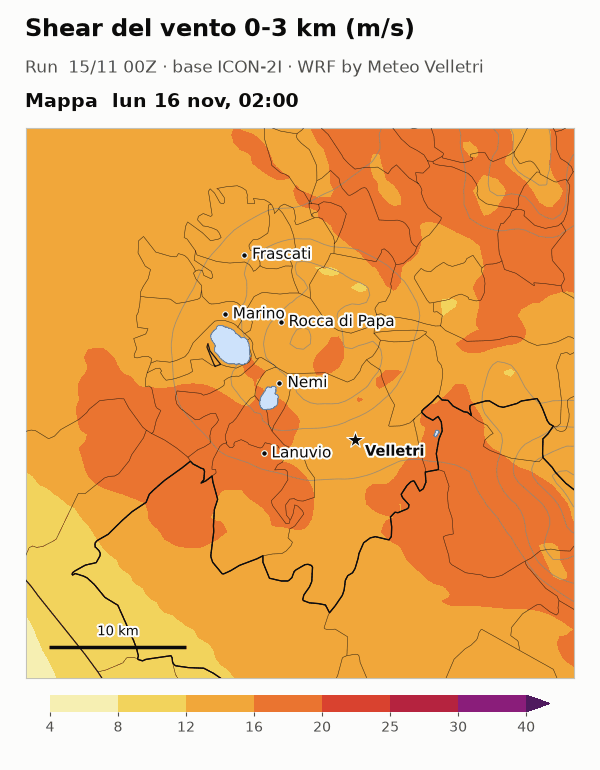 Shear del vento 0-3 km (m/s)
Run  15/11 00Z · base ICON-2I · WRF by Meteo Velletri
Mappa  lun 16 nov, 02:00
Frascati
Marino
Rocca di Papa
Nemi
Velletri
Lanuvio
10 km
4 8 12 16 20 25 30 40